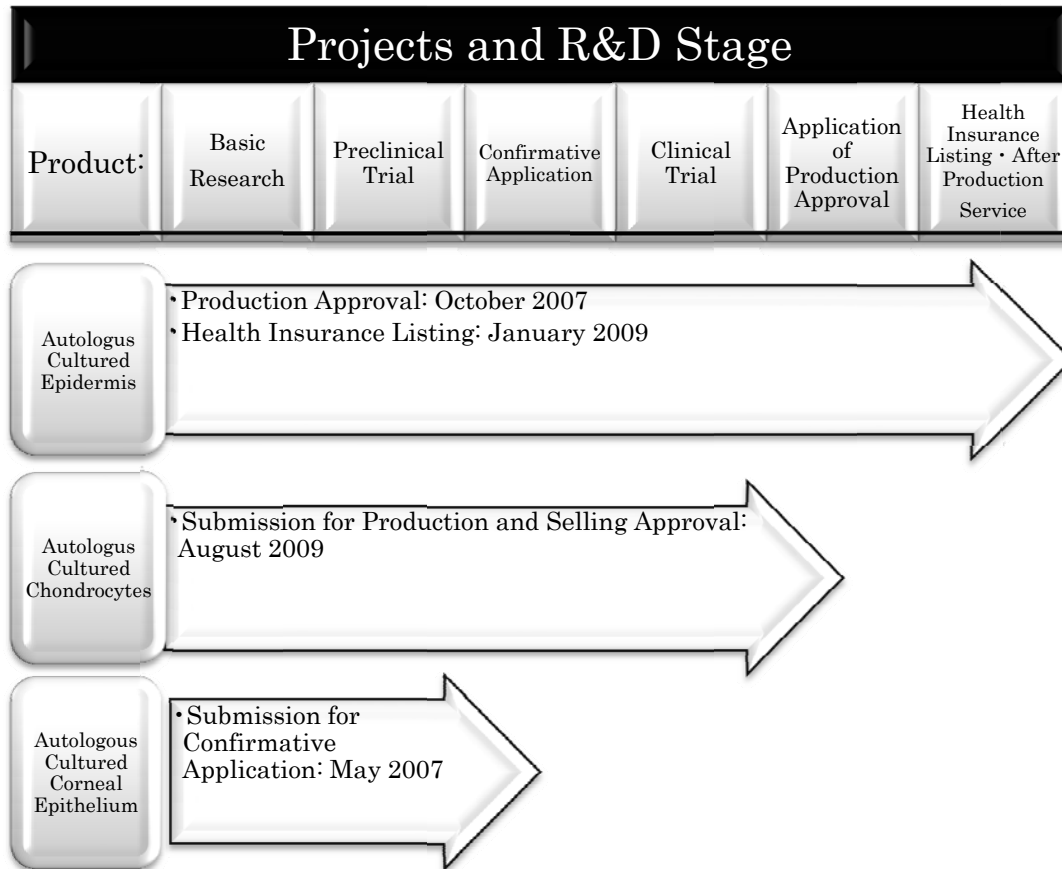 Projects and R&D Stage
Product:
Basic
Research
Preclinical
Trial
Confirmative
Application
Clinical
Trial
Application
of
Production
Approval
Health
Insurance
Listing・After
Production
Service
Autologus
Cultured
Epidermis
・Production Approval: October 2007
・Health Insurance Listing: January 2009
Autologus
Cultured
Chondrocytes
・Submission for Production and Selling Approval:
August 2009
Autologous
Cultured
Corneal
Epithelium
・Submission for
Confirmative
Application: May 2007